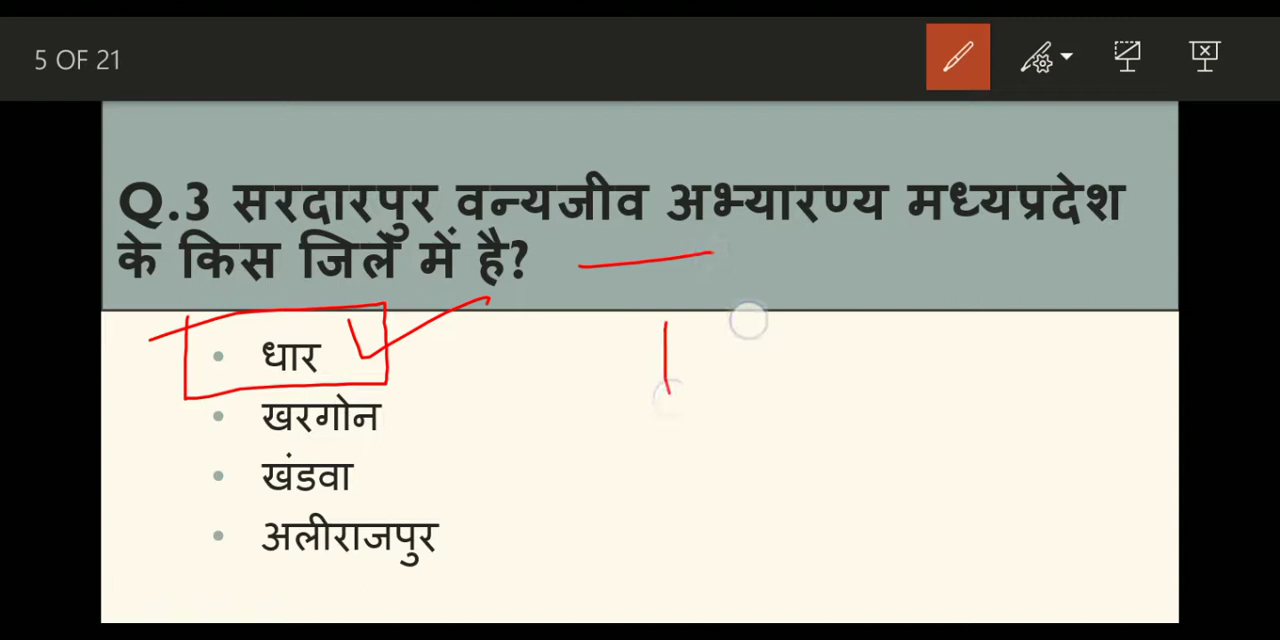 5 OF 21
Q.3 सरदारपुर वन्यजीव अभ्यारण्य मध्यप्रदेश
के किस जिले में है?
• धार
• खरगोन
• खंडवा
• अलीराजपुर